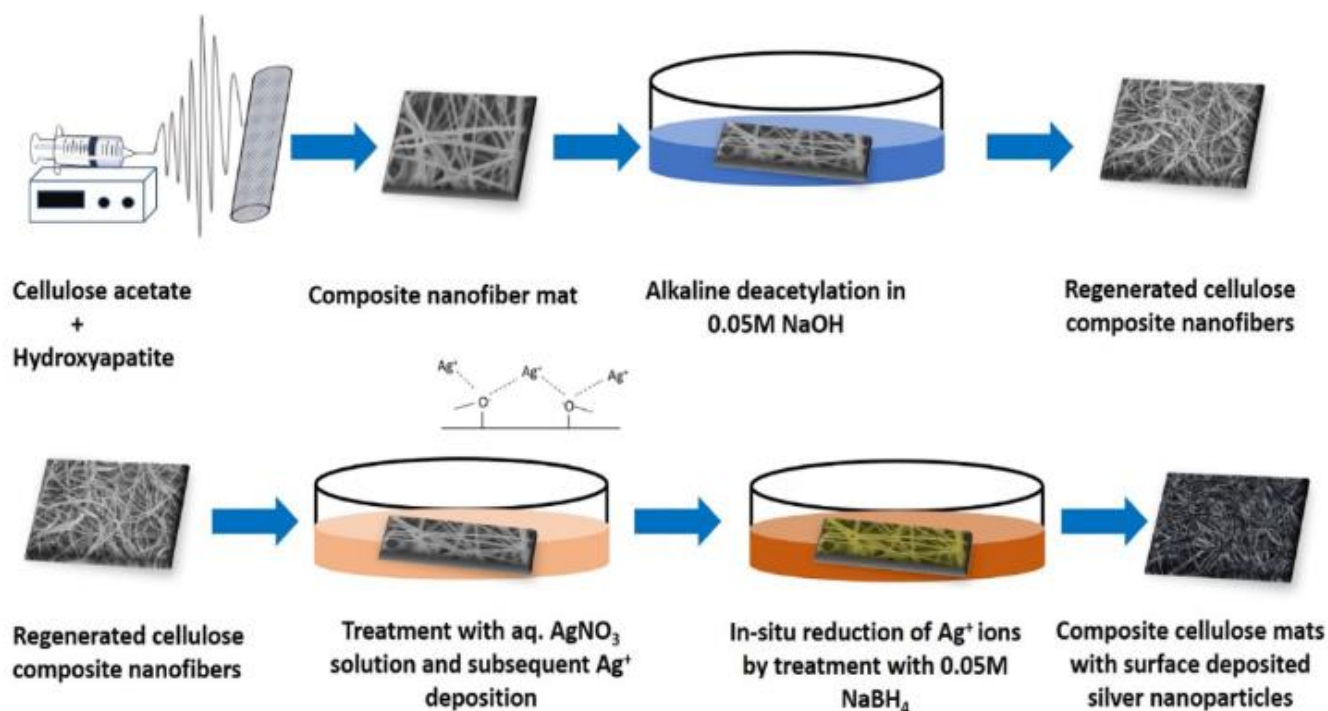 Cellulose acetate
+
Hydroxyapatite
Composite nanofiber mat
Alkaline deacetylation in
0.05M NaOH
Regenerated cellulose
composite nanofibers
Ag⁺ Ag⁺ Ag⁺
O O
Regenerated cellulose
composite nanofibers
Treatment with aq. AgNO₃
solution and subsequent Ag⁺
deposition
In-situ reduction of Ag⁺ ions
by treatment with 0.05M
NaBH₄
Composite cellulose mats
with surface deposited
silver nanoparticles